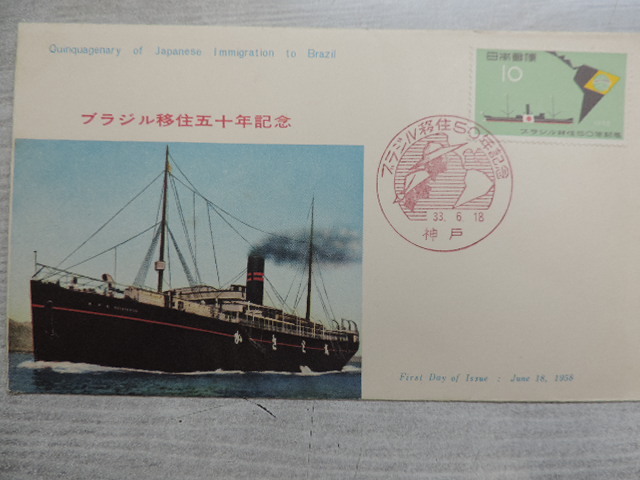 Quinquagenary of Japanese Immigration to Brazil
日本郵便
10
ブラジル移住50年記念
ブラジル移住五十年記念
ブラジル移住50年記念
33. 6. 18
神戸
かさとま
First Day of Issue : June 18, 1958